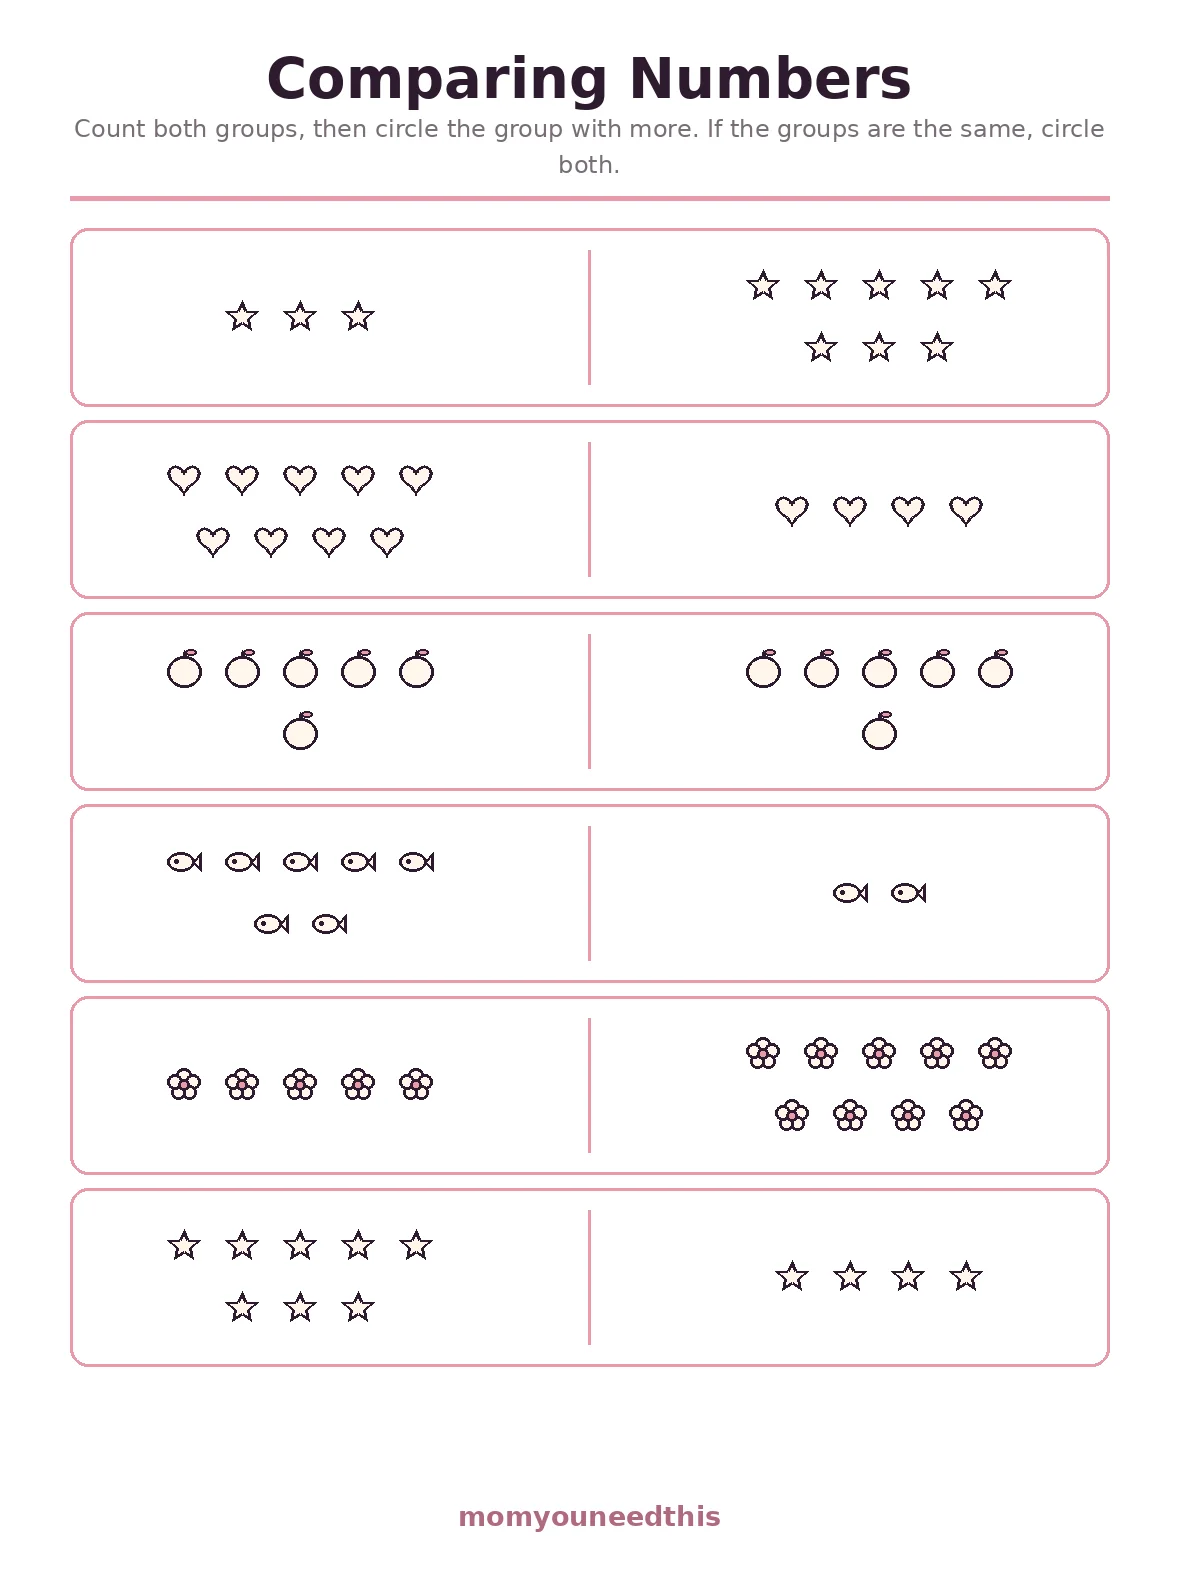 Comparing Numbers
Count both groups, then circle the group with more. If the groups are the same, circle
both.
momyouneedthis